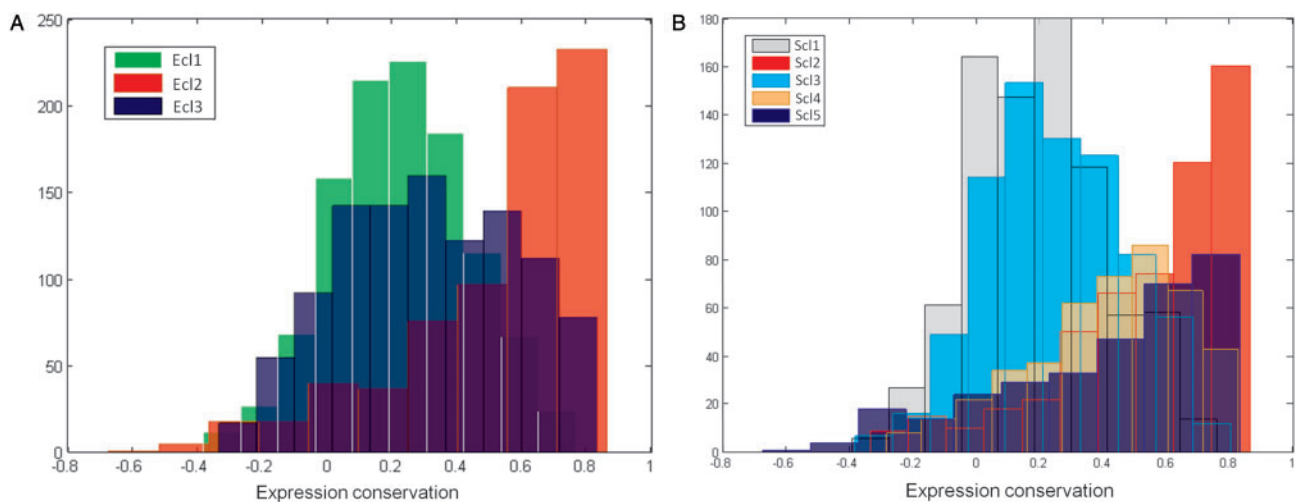 A
250
200
150
100
50
0
Ecl1
Ecl2
Ecl3
-0.8 -0.6 -0.4 -0.2 0 0.2 0.4 0.6 0.8 1
Expression conservation
B
180
160
140
120
100
80
60
40
20
0
Scl1
Scl2
Scl3
Scl4
Scl5
-0.8 -0.6 -0.4 -0.2 0 0.2 0.4 0.6 0.8 1
Expression conservation